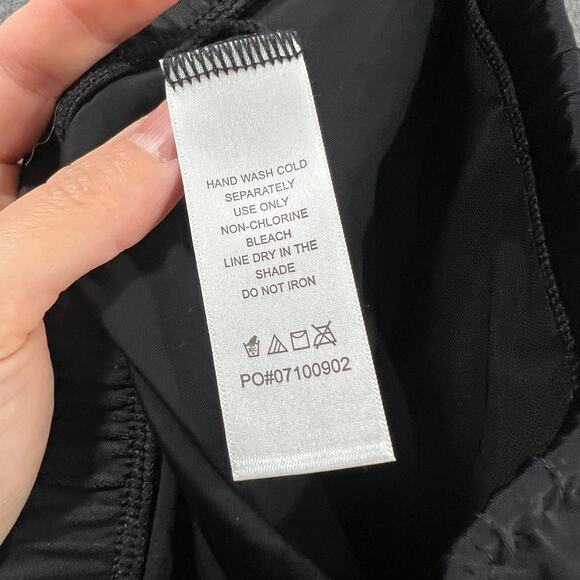 HAND WASH COLD
SEPARATELY
USE ONLY
NON-CHLORINE
BLEACH
LINE DRY IN THE
SHADE
DO NOT IRON
PO#07100902